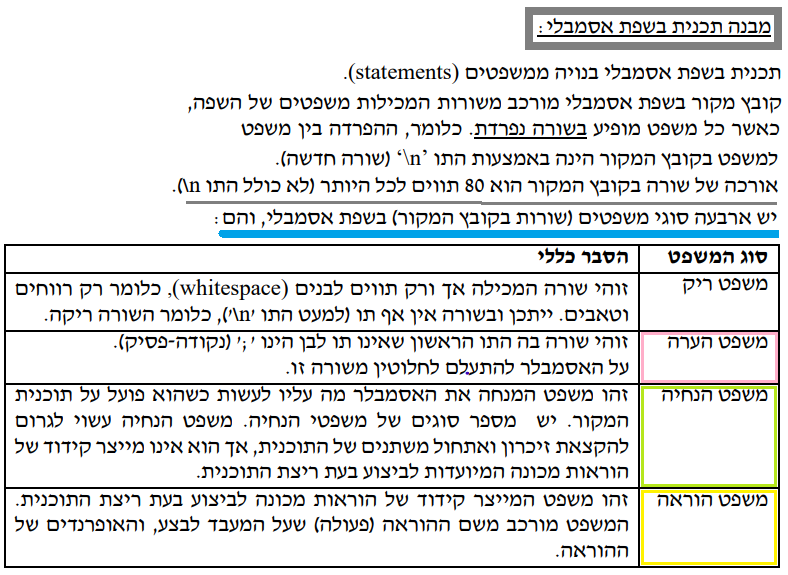 מבנה תכנית בשפת אסמבלי:
תכנית בשפת אסמבלי בנויה ממשפטים (statements).
קובץ מקור בשפת אסמבלי מורכב משורות המכילות משפטים של השפה,
כאשר כל משפט מופיע בשורה נפרדת. כלומר, ההפרדה בין משפט
למשפט בקובץ המקור הינה באמצעות התו ’n\‘ (שורה חדשה).
אורכה של שורה בקובץ המקור הוא 80 תווים לכל היותר (לא כולל התו n\).
יש ארבעה סוגי משפטים (שורות בקובץ המקור) בשפת אסמבלי, והם:
סוג המשפט הסבר כללי
משפט ריק זוהי שורה המכילה אך ורק תווים לבנים (whitespace), כלומר רק רווחים
וטאבים. ייתכן ובשורה אין אף תו (למעט התו 'n\'), כלומר השורה ריקה.
משפט הערה זוהי שורה בה התו הראשון שאינו תו לבן הינו ';' (נקודה-פסיק).
על האסמבלר להתעלם לחלוטין משורה זו.
משפט הנחיה זהו משפט המנחה את האסמבלר מה עליו לעשות כשהוא פועל על תוכנית
המקור. יש מספר סוגים של משפטי הנחיה. משפט הנחיה עשוי לגרום
להקצאת זיכרון ואתחול משתנים של התוכנית, אך הוא אינו מייצר קידוד של
הוראות מכונה המיועדות לביצוע בעת ריצת התוכנית.
משפט הוראה זהו משפט המייצר קידוד של הוראות מכונה לביצוע בעת ריצת התוכנית.
המשפט מורכב משם ההוראה (פעולה) שעל המעבד לבצע, והאופרנדים של
ההוראה.